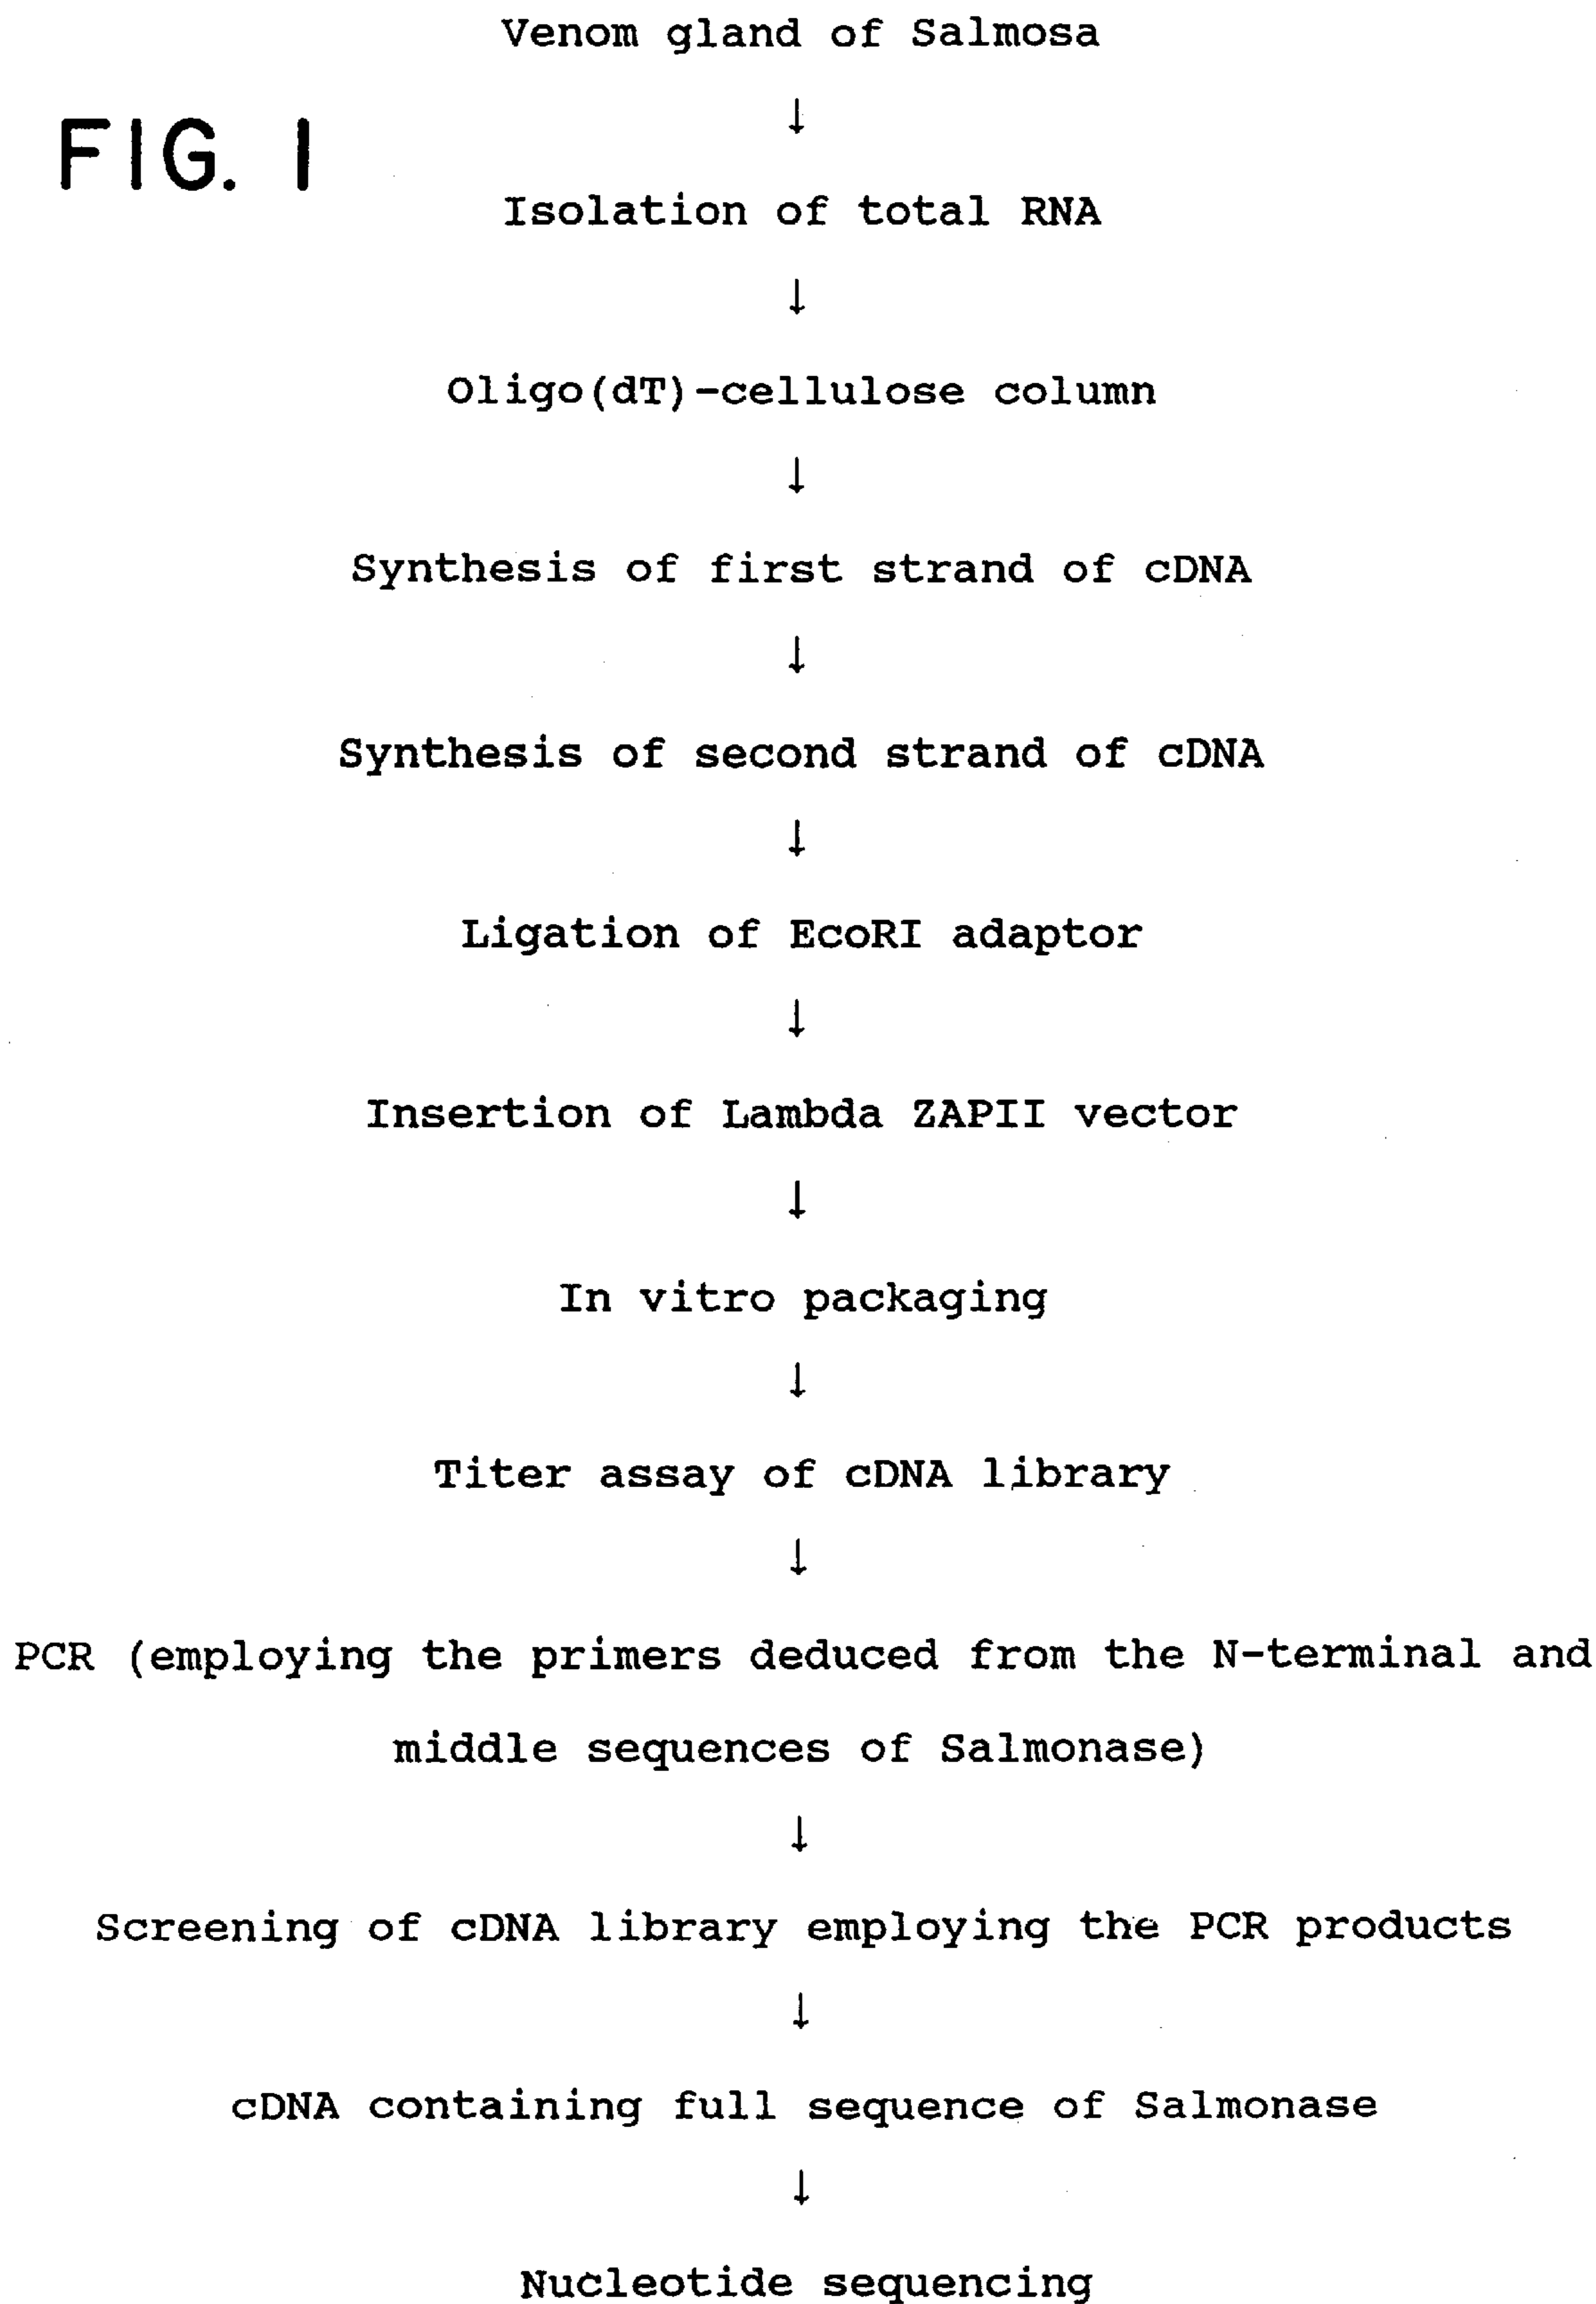 Venom gland of Salmosa
↓
FIG. 1
Isolation of total RNA
↓
Oligo(dT)-cellulose column
↓
Synthesis of first strand of cDNA
↓
Synthesis of second strand of cDNA
↓
Ligation of EcoRI adaptor
↓
Insertion of Lambda ZAPII vector
↓
In vitro packaging
↓
Titer assay of cDNA library
↓
PCR (employing the primers deduced from the N-terminal and
middle sequences of Salmonase)
↓
Screening of cDNA library employing the PCR products
↓
cDNA containing full sequence of Salmonase
↓
Nucleotide sequencing